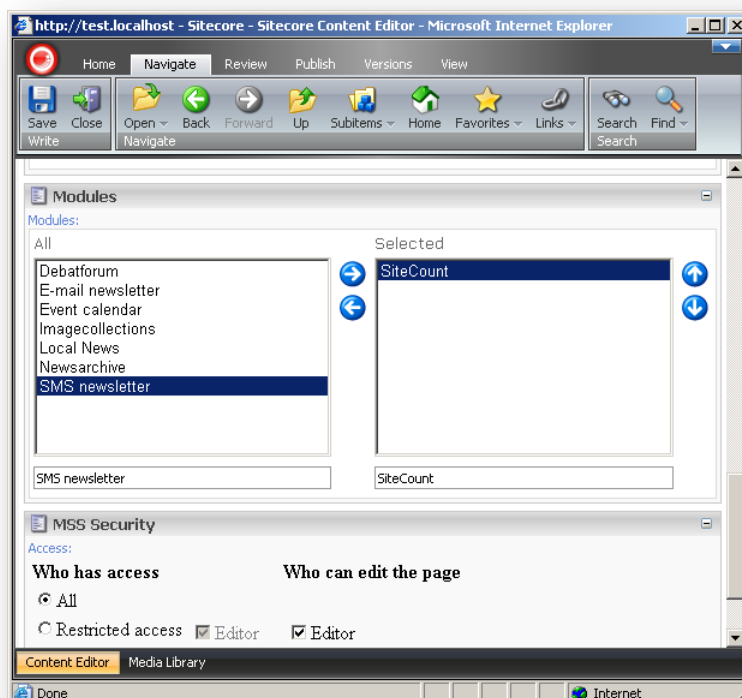 http://test.localhost - Sitecore - Sitecore Content Editor - Microsoft Internet Explorer
Home Navigate Review Publish Versions View
Save Close Open Back Forward Up Subitems Home Favorites Links Search Find
Write Navigate Search
Modules
Modules:
All Selected
Debatforum SiteCount
E-mail newsletter
Event calendar
Imagecollections
Local News
Newsarchive
SMS newsletter
SMS newsletter SiteCount
MSS Security
Access:
Who has access Who can edit the page
All
Restricted access Editor Editor
Content Editor Media Library
Done Internet